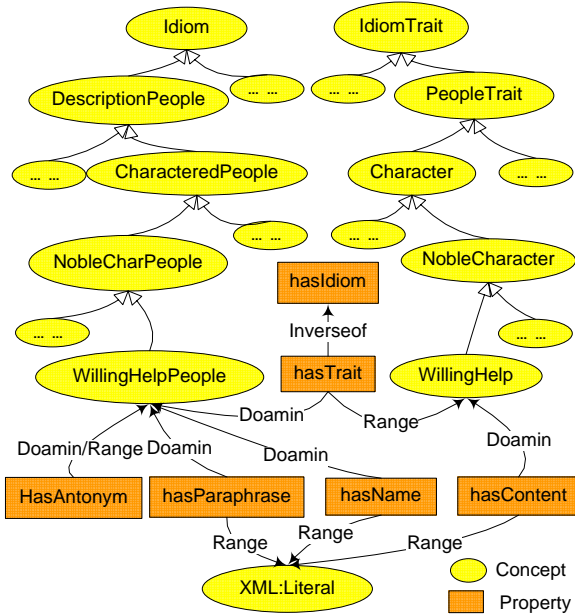 Idiom
IdiomTrait
... ...
... ...
DescriptionPeople
PeopleTrait
... ...
CharacteredPeople
Character
... ...
... ...
... ...
NobleCharPeople
NobleCharacter
hasIdiom
... ...
Inverseof
... ...
WillingHelpPeople
hasTrait
WillingHelp
Doamin
Range
Doamin/Range
Doamin
Doamin
Doamin
HasAntonym
hasParaphrase
hasName
hasContent
Range
Range
Range
XML:Literal
Concept
Property